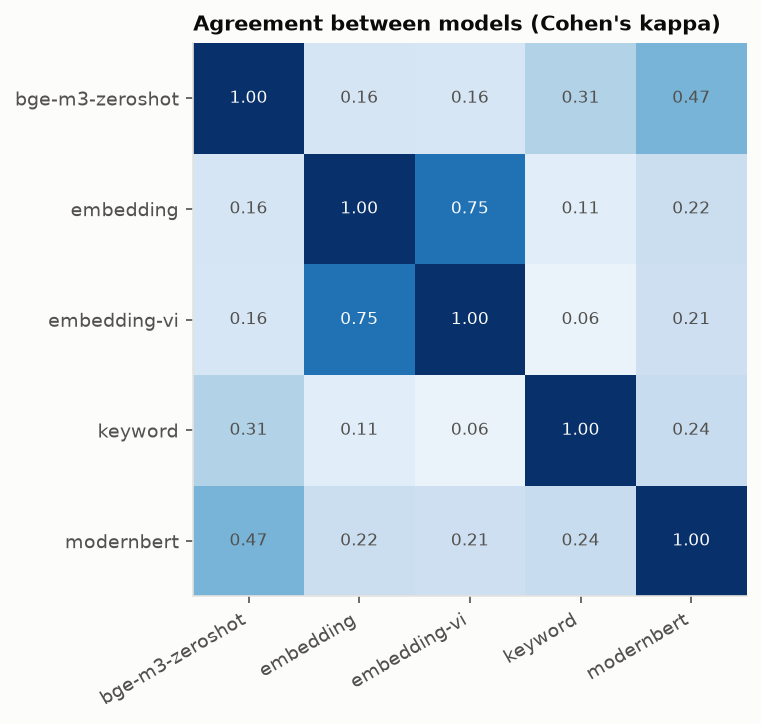 Agreement between models (Cohen's kappa)
bge-m3-zeroshot 1.00 0.16 0.16 0.31 0.47
embedding 0.16 1.00 0.75 0.11 0.22
embedding-vi 0.16 0.75 1.00 0.06 0.21
keyword 0.31 0.11 0.06 1.00 0.24
modernbert 0.47 0.22 0.21 0.24 1.00
bge-m3-zeroshot embedding embedding-vi keyword modernbert